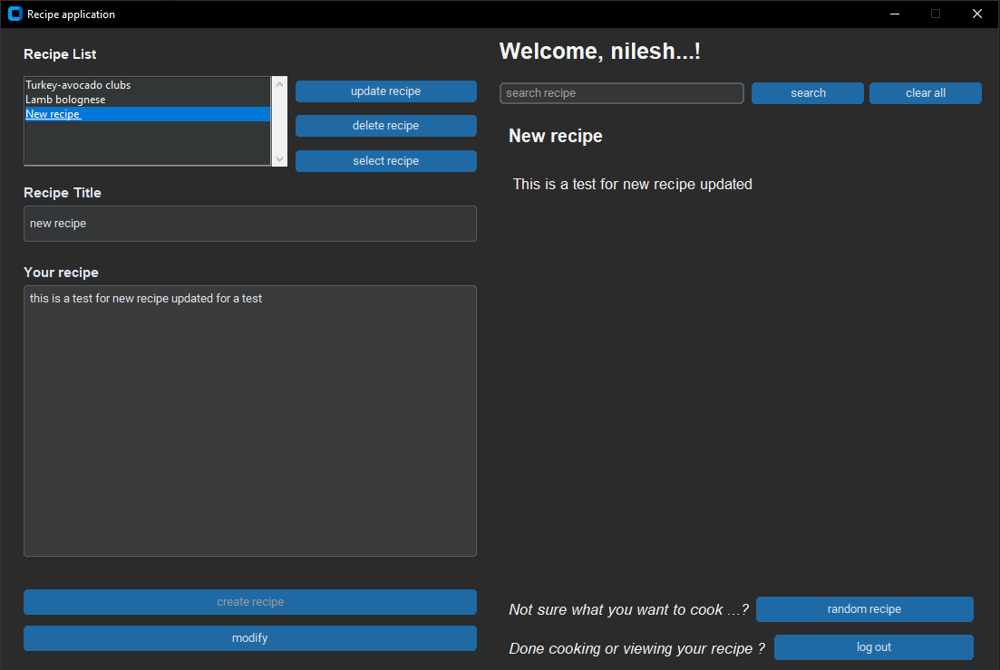 Recipe application
Recipe List
Turkey-avocado clubs
Lamb bolognese
New recipe
update recipe
delete recipe
select recipe
Recipe Title
new recipe
Your recipe
this is a test for new recipe updated for a test
create recipe
modify
Welcome, nilesh...!
search recipe
search
clear all
New recipe
This is a test for new recipe updated
Not sure what you want to cook ...?
random recipe
Done cooking or viewing your recipe ?
log out